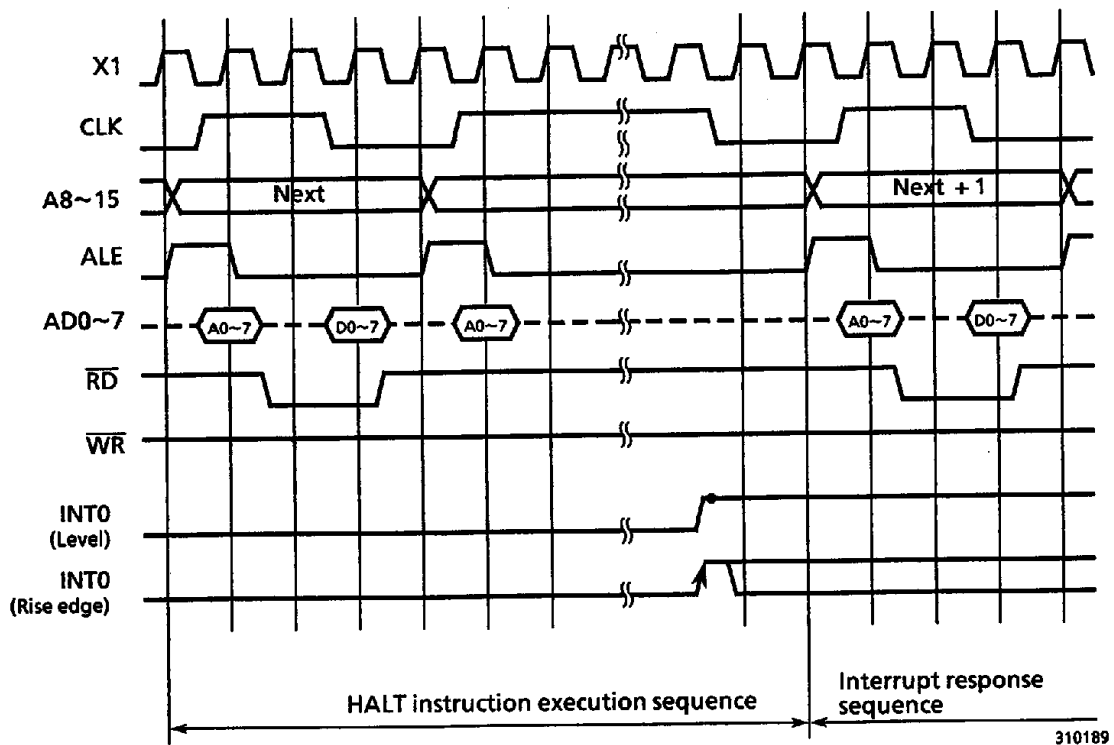 X1
CLK
A8~15
Next
Next + 1
ALE
AD0~7
A0~7
D0~7
A0~7
A0~7
D0~7
RD
WR
INT0
(Level)
INT0
(Rise edge)
HALT instruction execution sequence
Interrupt response
sequence
310189